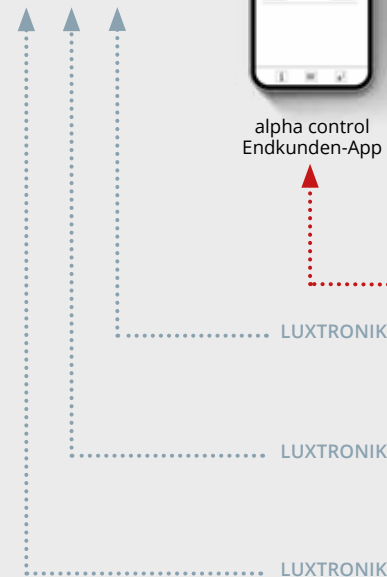 alpha control
Endkunden-App
LUXTRONIK
LUXTRONIK
LUXTRONIK